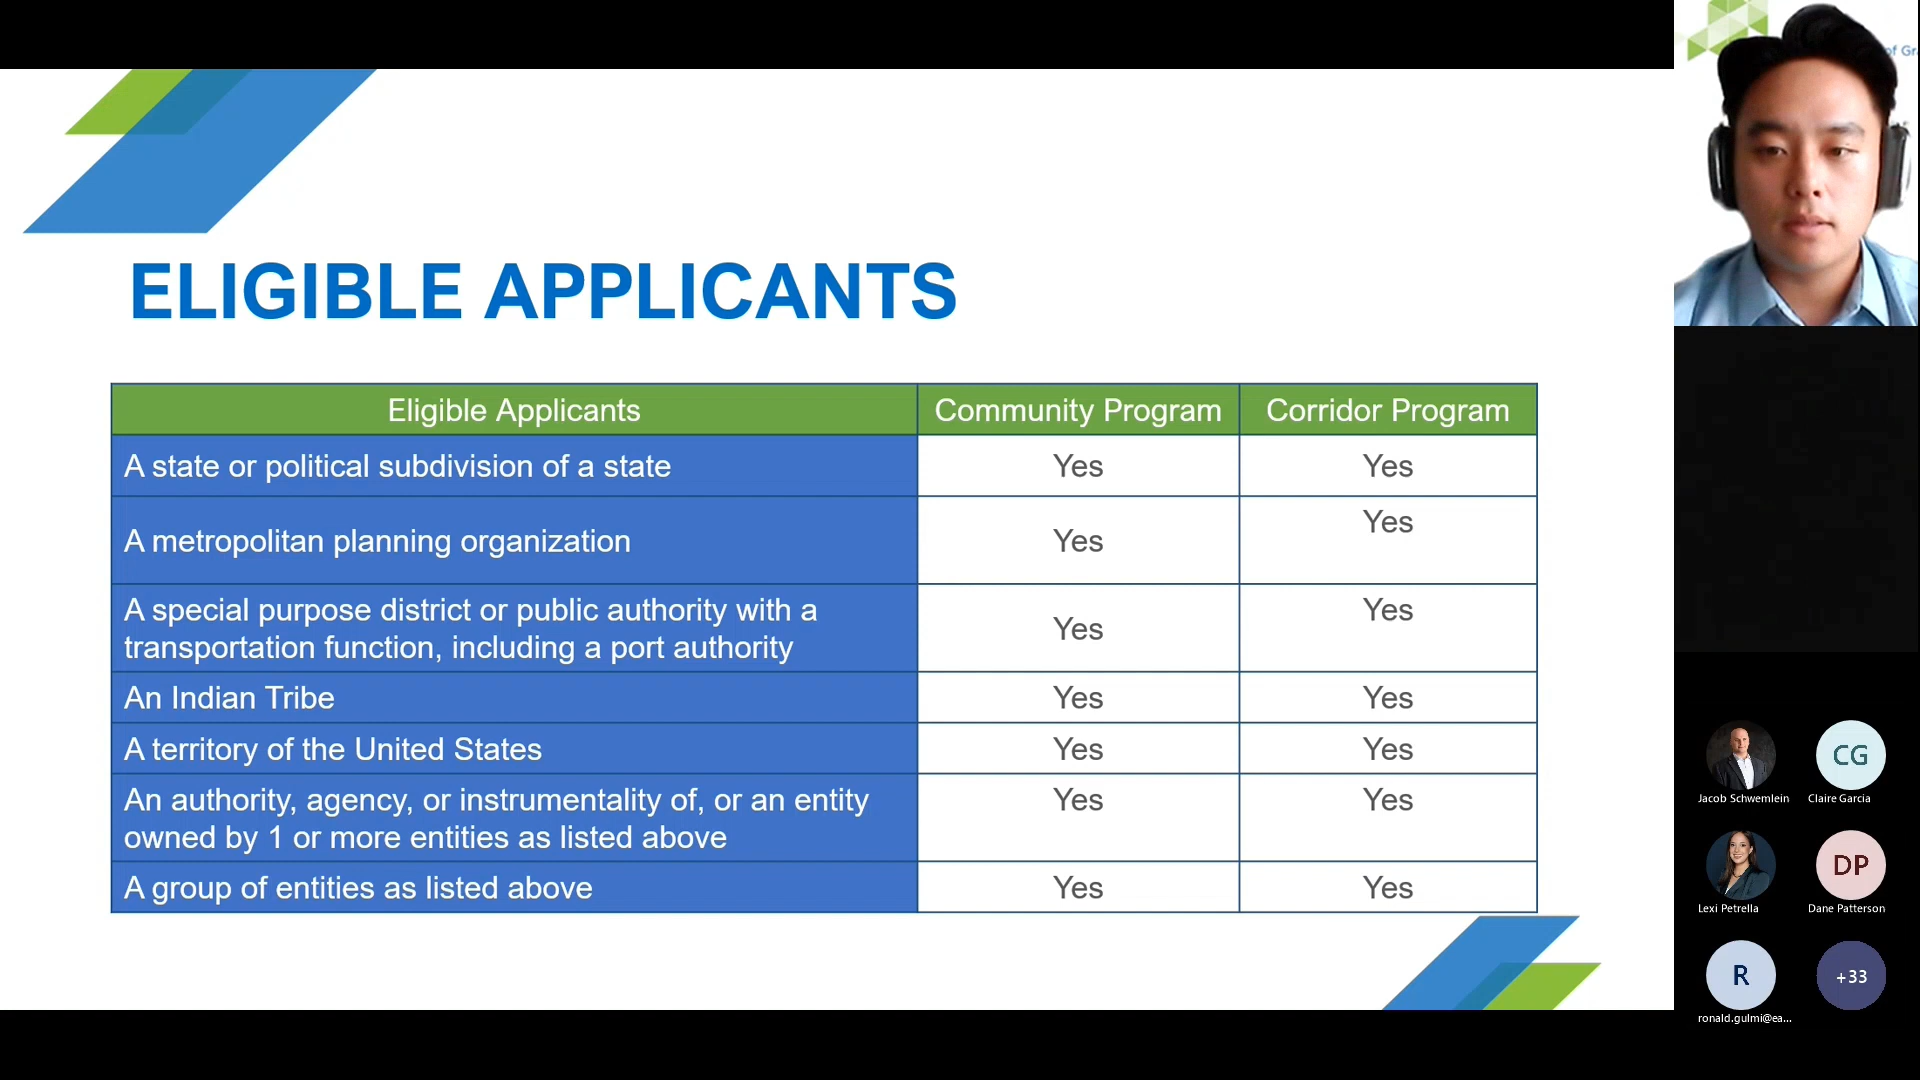 of Gr
ELIGIBLE APPLICANTS
Eligible Applicants Community Program Corridor Program
A state or political subdivision of a state Yes Yes
A metropolitan planning organization Yes Yes
A special purpose district or public authority with a
transportation function, including a port authority Yes Yes
An Indian Tribe Yes Yes
A territory of the United States Yes Yes
An authority, agency, or instrumentality of, or an entity
owned by 1 or more entities as listed above Yes Yes
A group of entities as listed above Yes Yes
CG
Jacob Schwemlein Claire Garcia
DP
Lexi Petrella Dane Patterson
R +33
ronald.gulmi@ea...